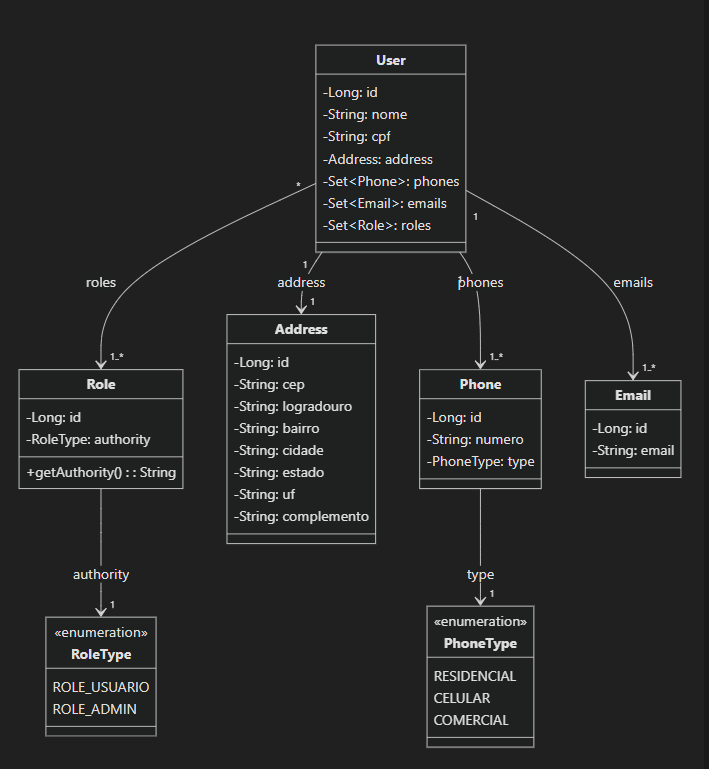 User
-Long: id
-String: nome
-String: cpf
-Address: address
-Set<Phone>: phones
-Set<Email>: emails
-Set<Role>: roles
*
1
1
1
roles
address
phones
emails
1..*
1
1..*
1..*
Role
-Long: id
-RoleType: authority
+getAuthority() : : String
Address
-Long: id
-String: cep
-String: logradouro
-String: bairro
-String: cidade
-String: estado
-String: uf
-String: complemento
Phone
-Long: id
-String: numero
-PhoneType: type
Email
-Long: id
-String: email
authority
1
type
1
«enumeration»
RoleType
ROLE_USUARIO
ROLE_ADMIN
«enumeration»
PhoneType
RESIDENCIAL
CELULAR
COMERCIAL